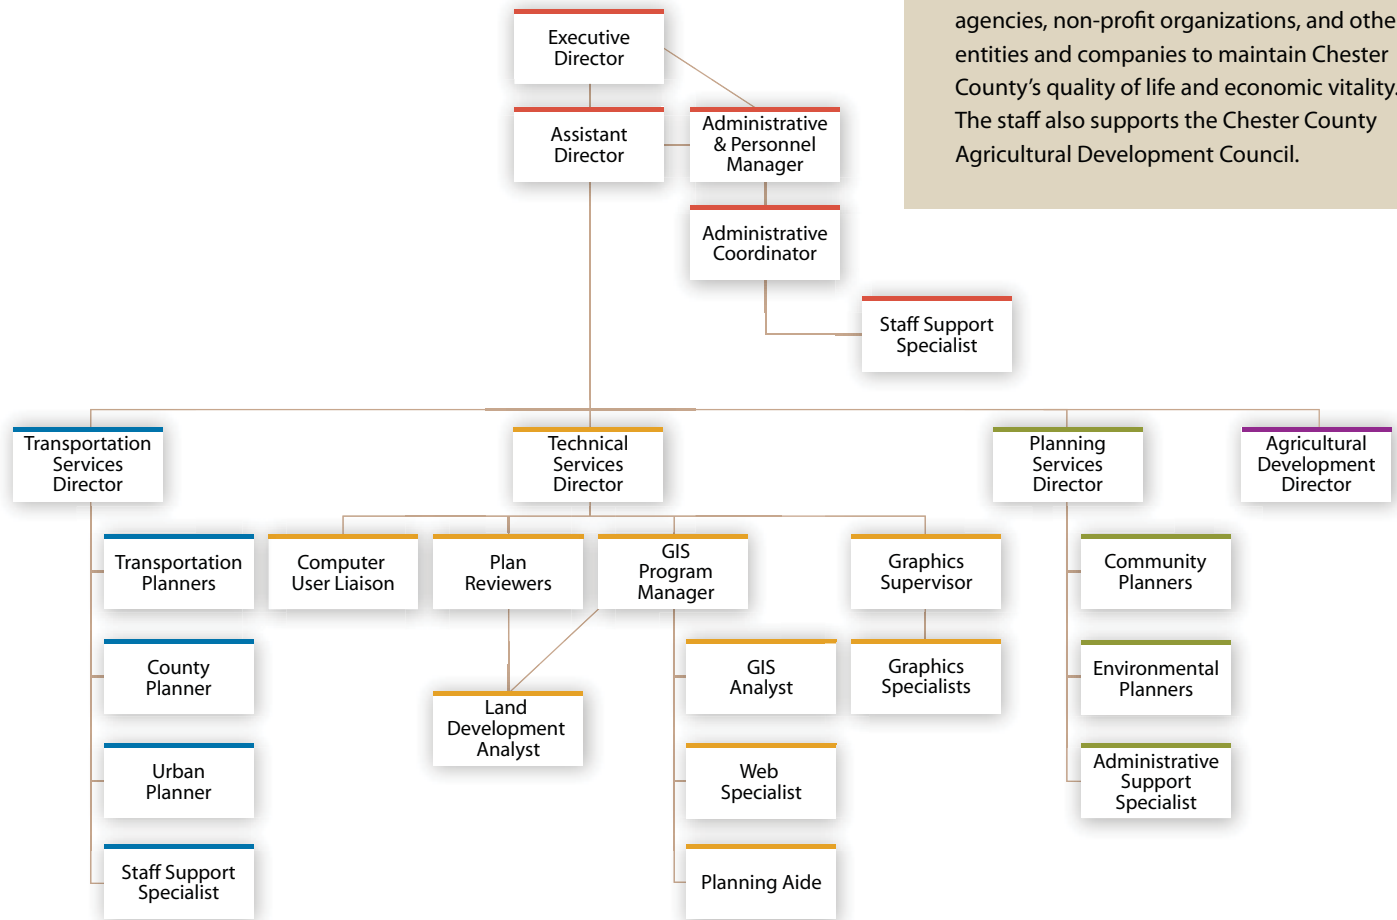 agencies, non-profit organizations, and othe
entities and companies to maintain Chester
County's quality of life and economic vitality.
The staff also supports the Chester County
Agricultural Development Council.
Executive
Director
Assistant
Director
Administrative
& Personnel
Manager
Administrative
Coordinator
Staff Support
Specialist
Transportation
Services
Director
Technical
Services
Director
Planning
Services
Director
Agricultural
Development
Director
Transportation
Planners
Computer
User Liaison
Plan
Reviewers
GIS
Program
Manager
Graphics
Supervisor
Community
Planners
County
Planner
Land
Development
Analyst
GIS
Analyst
Graphics
Specialists
Environmental
Planners
Urban
Planner
Web
Specialist
Administrative
Support
Specialist
Staff Support
Specialist
Planning Aide